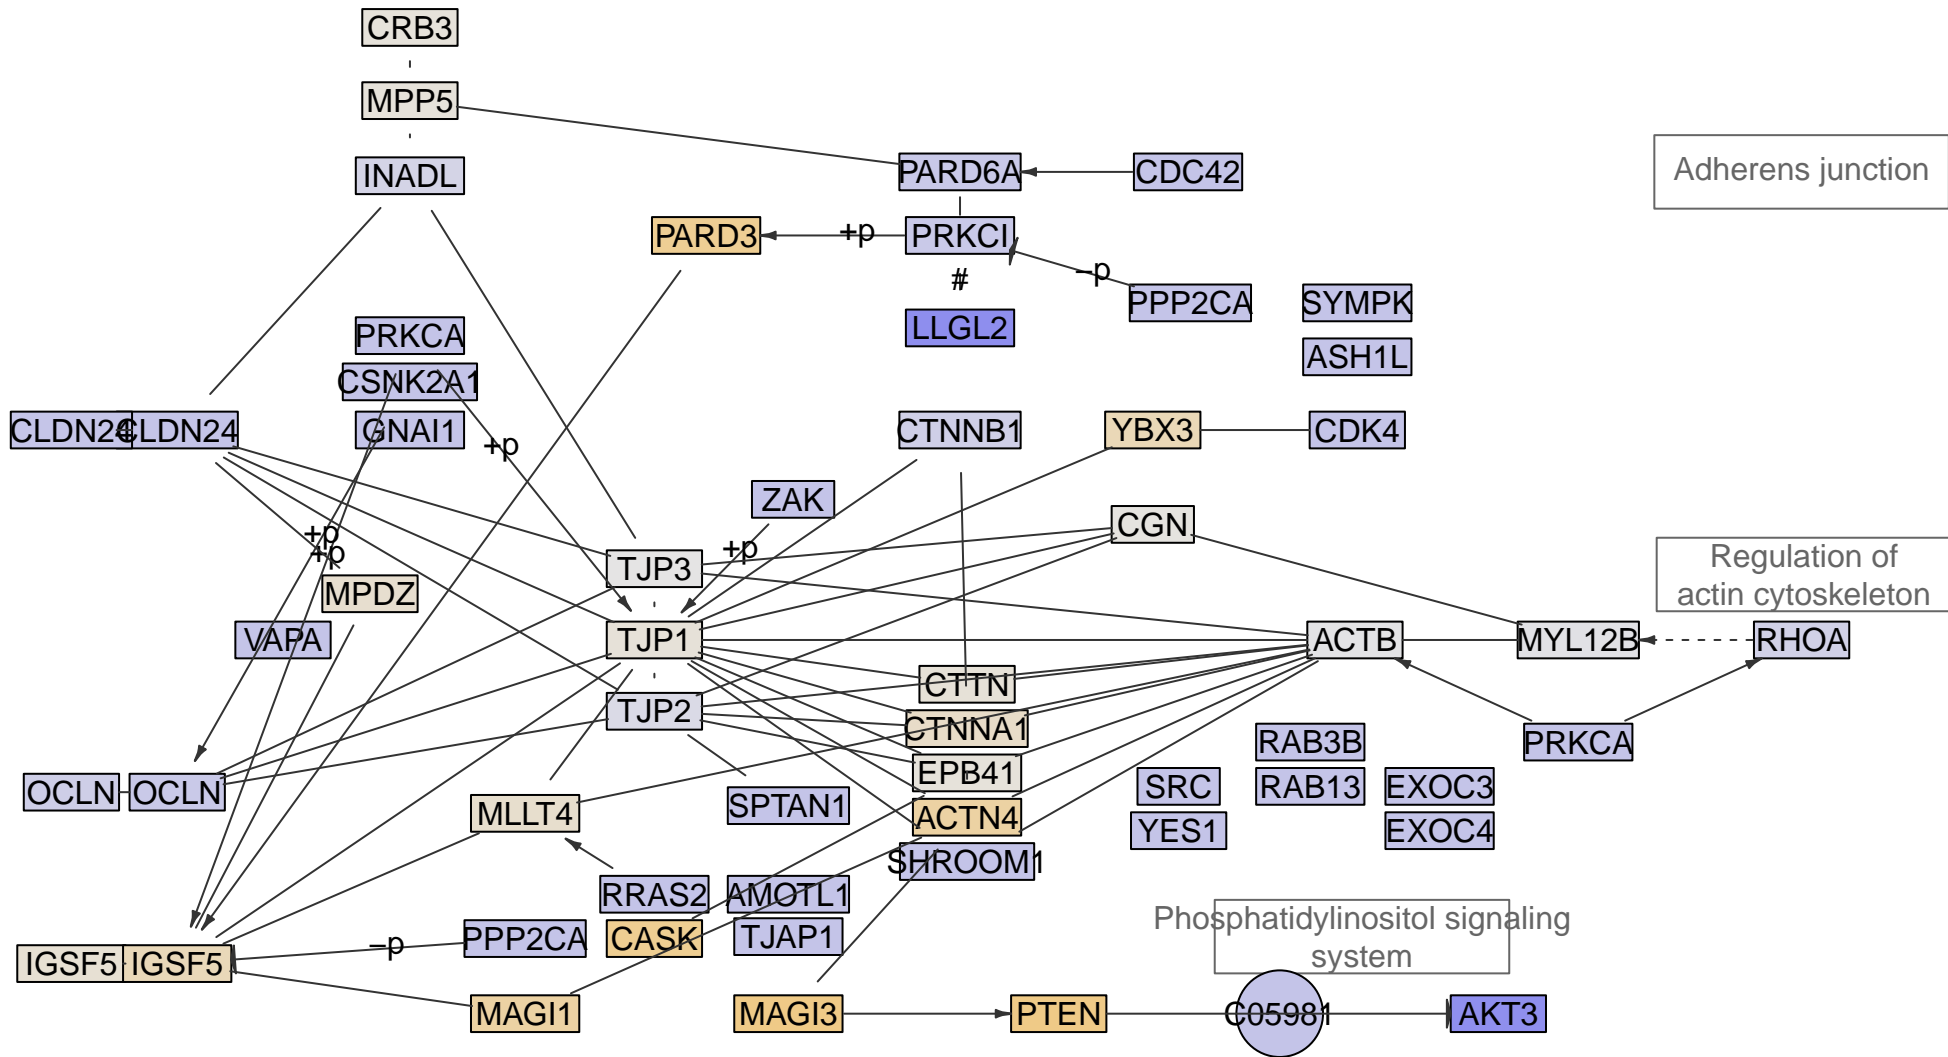 CRB3
MPP5
INADL
PARD6A
CDC42
Adherens junction
PARD3
+p
PRKCI
#
−p
PPP2CA
SYMPK
LLGL2
ASH1L
PRKCA
CSNK2A1
GNAI1
CLDN24
CLDN24
+p
CTNNB1
YBX3
CDK4
ZAK
CGN
+p
+p
+p
TJP3
MPDZ
Regulation of
actin cytoskeleton
VAPA
TJP1
ACTB
MYL12B
RHOA
CTTN
TJP2
CTNNA1
RAB3B
PRKCA
EPB41
OCLN
OCLN
MLLT4
SPTAN1
ACTN4
SRC
RAB13
EXOC3
YES1
EXOC4
SHROOM1
RRAS2
AMOTL1
PPP2CA
CASK
TJAP1
−p
Phosphatidylinositol signaling
system
IGSF5
IGSF5
MAGI1
MAGI3
PTEN
C05981
AKT3